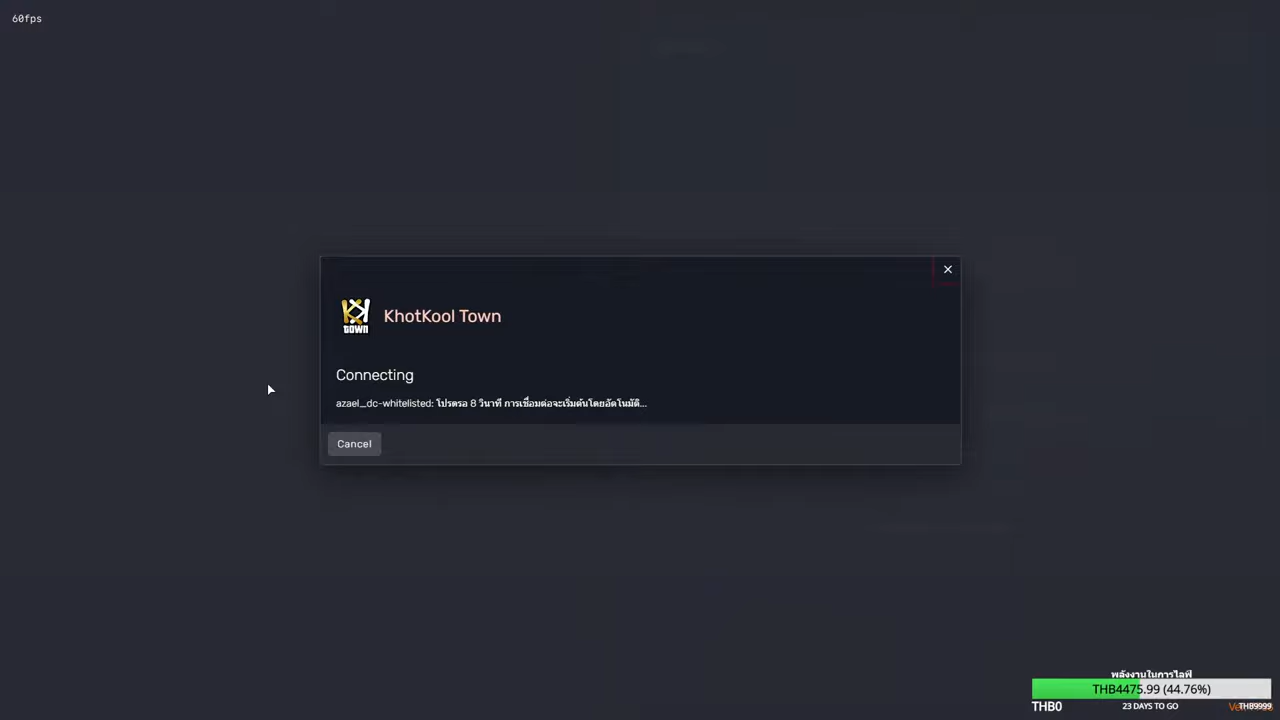 60fps
KhotKool Town
Connecting
azael_dc-whitelisted: โปรดรอ 8 วินาที การเชื่อมต่อจะเริ่มต้นโดยอัตโนมัติ...
Cancel
พลังงานในการไลฟ์
THB4475.99 (44.76%)
THB0
23 DAYS TO GO
THB9999